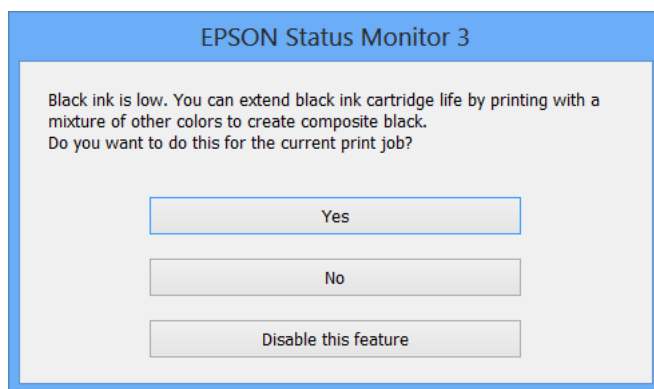 EPSON Status Monitor 3
Black ink is low. You can extend black ink cartridge life by printing with a
mixture of other colors to create composite black.
Do you want to do this for the current print job?
Yes
No
Disable this feature